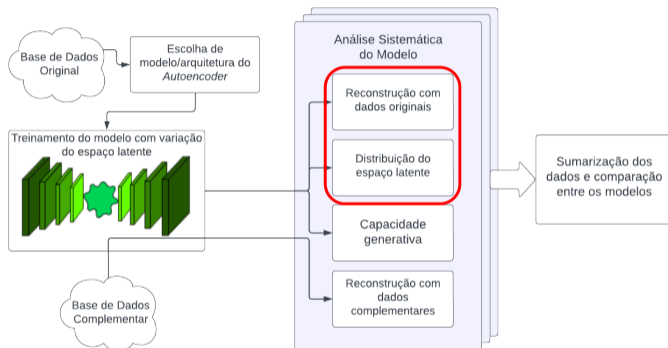 Base de Dados
Original
Escolha de
modelo/arquitetura do
Autoencoder
Treinamento do modelo com variação
do espaço latente
Base de Dados
Complementar
Análise Sistemática
do Modelo
Reconstrução com
dados originais
Distribuição do
espaço latente
Capacidade
generativa
Reconstrução com
dados
complementares
Sumarização dos
dados e comparação
entre os modelos